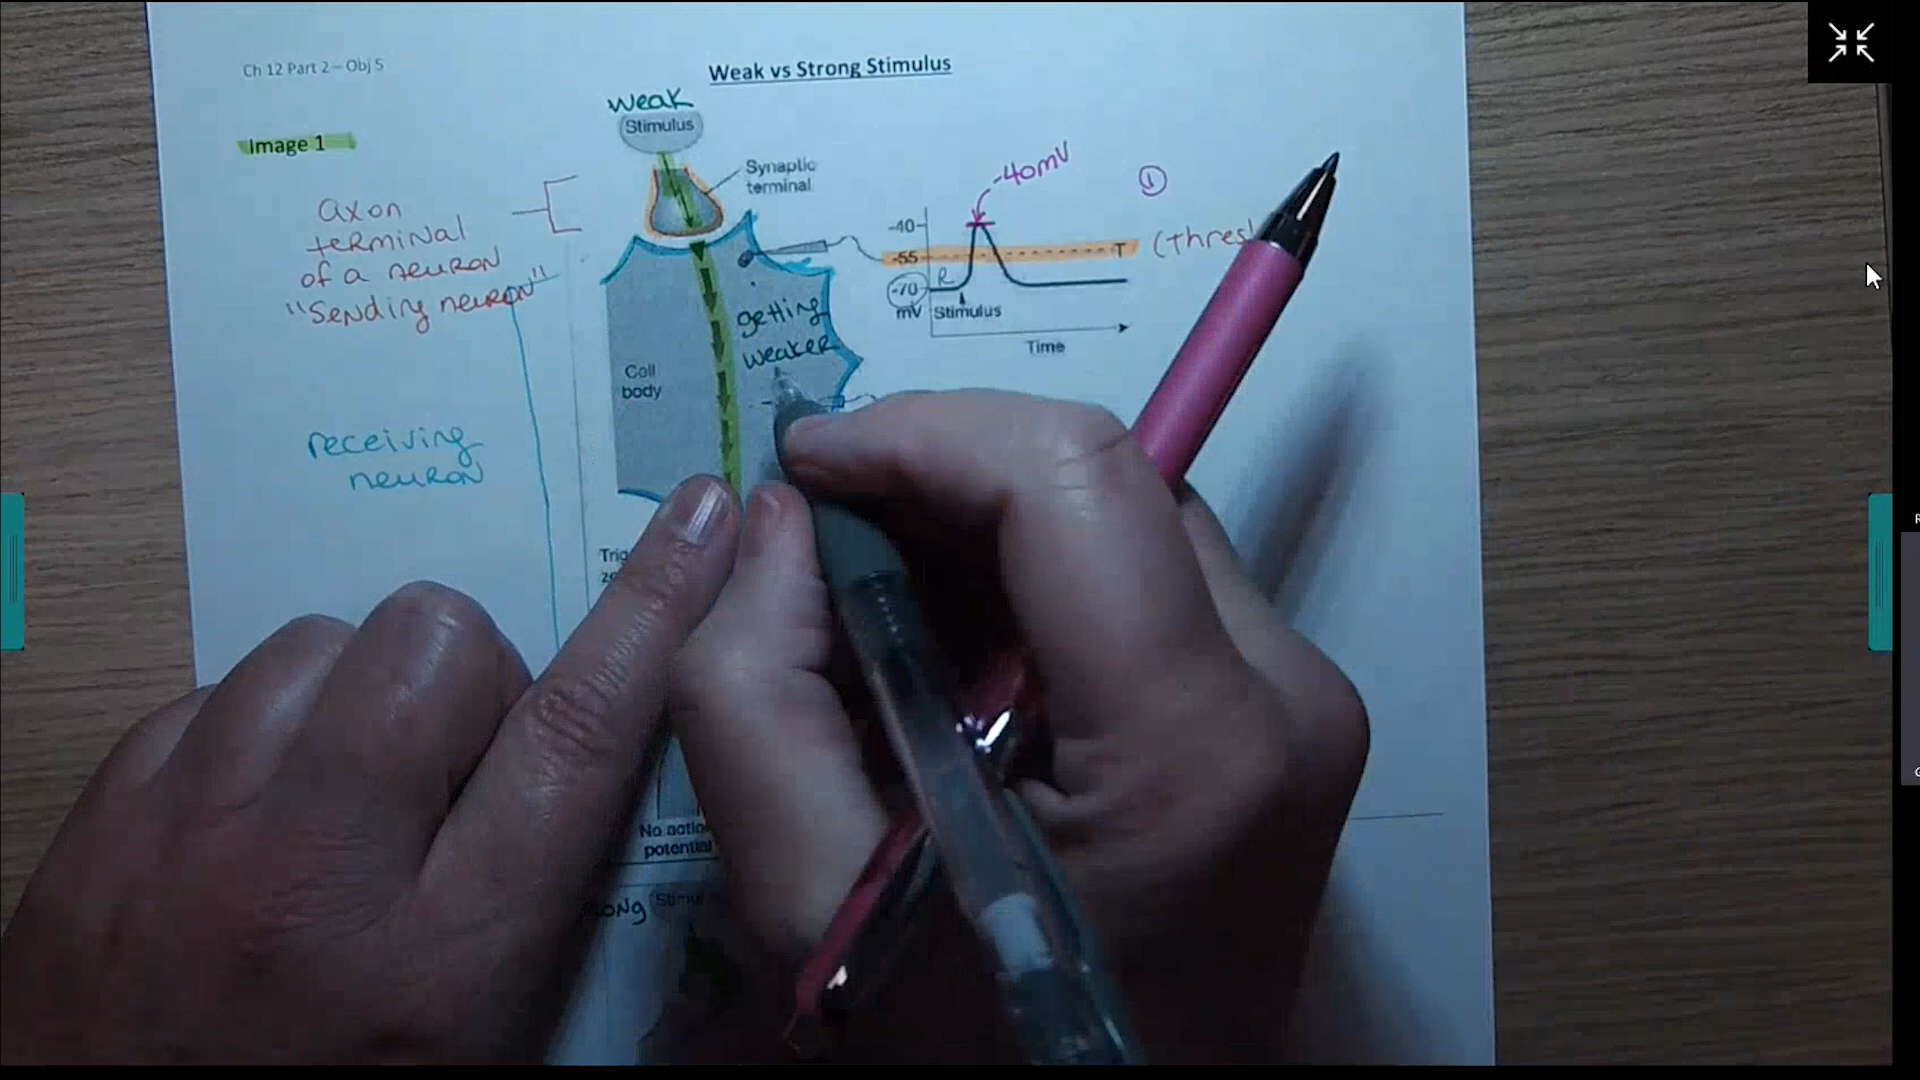 Ch 12 Part 2 – Obj 5
Weak vs Strong Stimulus
weak
Stimulus
Image 1
Synaptic
terminal
axon
terminal
of a neuron
"Sending neuron"
-40mV
1
-40
-55
T
(thres
-70
R
mV
Stimulus
Time
getting
weaker
Cell
body
receiving
neuron
No
potential